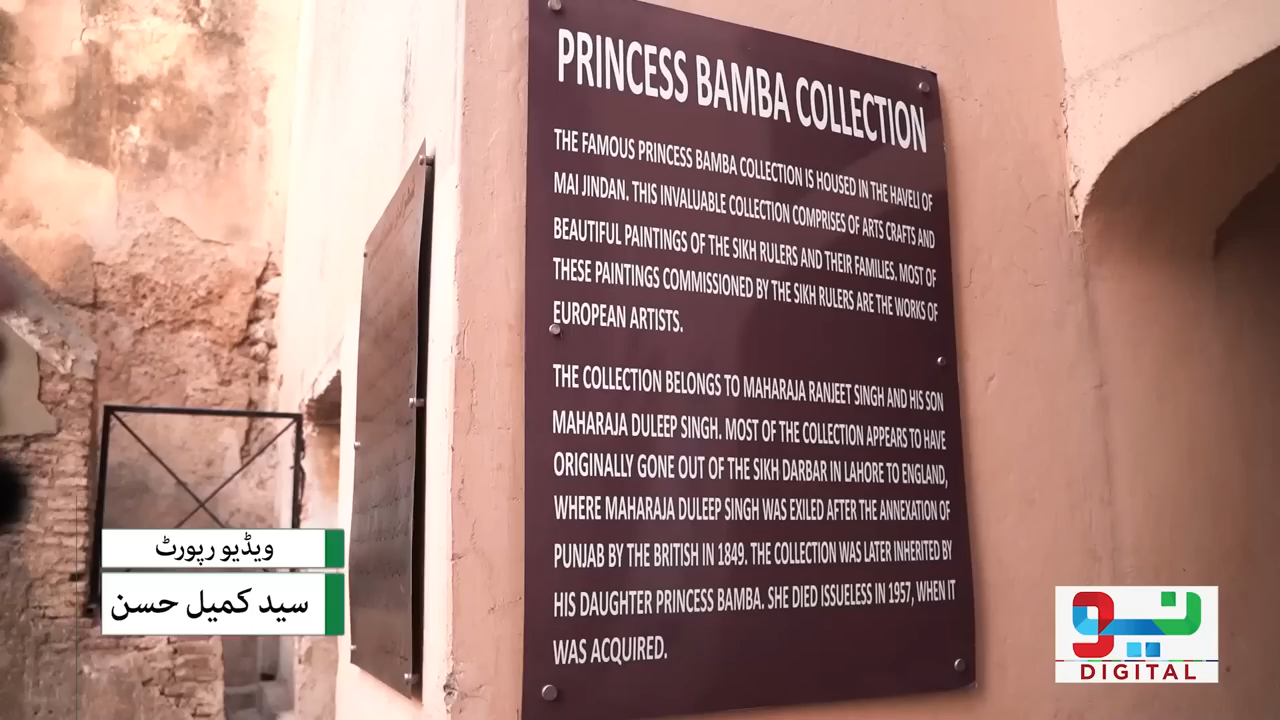 PRINCESS BAMBA COLLECTION
THE FAMOUS PRINCESS BAMBA COLLECTION IS HOUSED IN THE HAVELI OF
MAI JINDAN. THIS INVALUABLE COLLECTION COMPRISES OF ARTS CRAFTS AND
BEAUTIFUL PAINTINGS OF THE SIKH RULERS AND THEIR FAMILIES. MOST OF
THESE PAINTINGS COMMISSIONED BY THE SIKH RULERS ARE THE WORKS OF
EUROPEAN ARTISTS.
THE COLLECTION BELONGS TO MAHARAJA RANJEET SINGH AND HIS SON
MAHARAJA DULEEP SINGH. MOST OF THE COLLECTION APPEARS TO HAVE
ORIGINALLY GONE OUT OF THE SIKH DARBAR IN LAHORE TO ENGLAND,
WHERE MAHARAJA DULEEP SINGH WAS EXILED AFTER THE ANNEXATION OF
PUNJAB BY THE BRITISH IN 1849. THE COLLECTION WAS LATER INHERITED BY
HIS DAUGHTER PRINCESS BAMBA. SHE DIED ISSUELESS IN 1957, WHEN IT
WAS ACQUIRED.
ویڈیو رپورٹ
سید کمیل حسن
نیو
DIGITAL